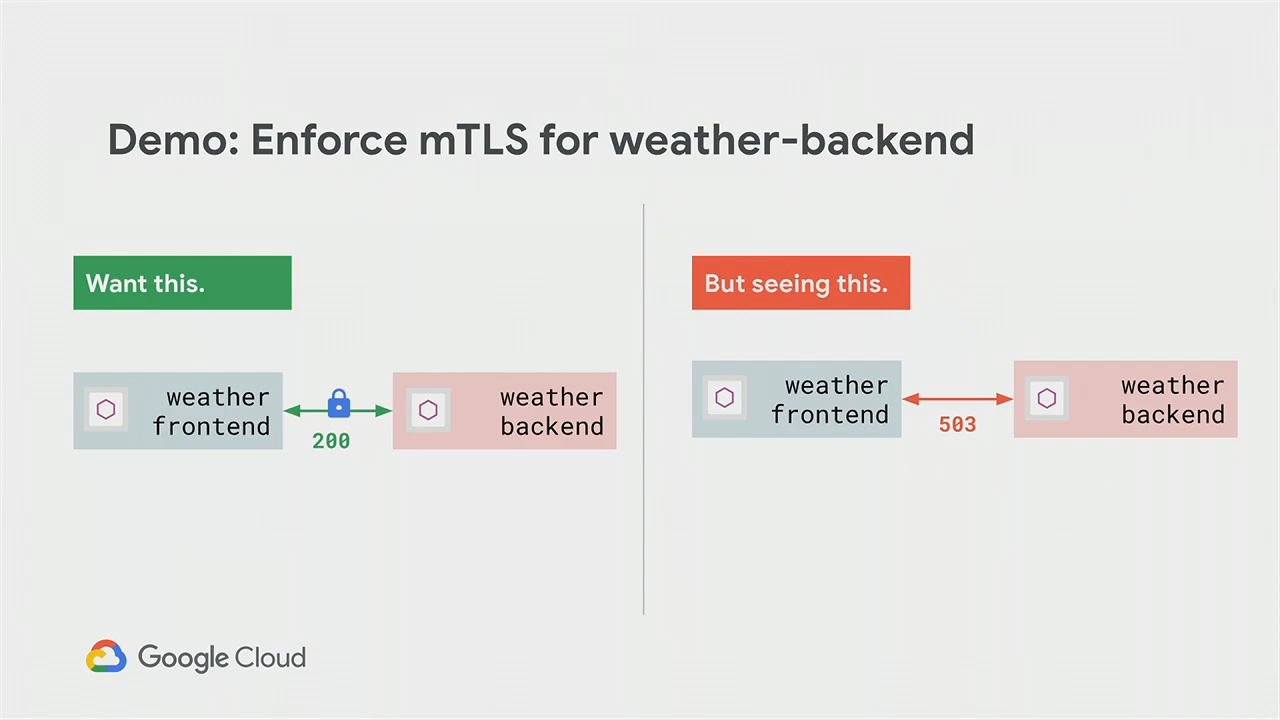 Demo: Enforce mTLS for weather-backend
Want this.
weather
frontend
200
weather
backend
But seeing this.
weather
frontend
503
weather
backend
Google Cloud